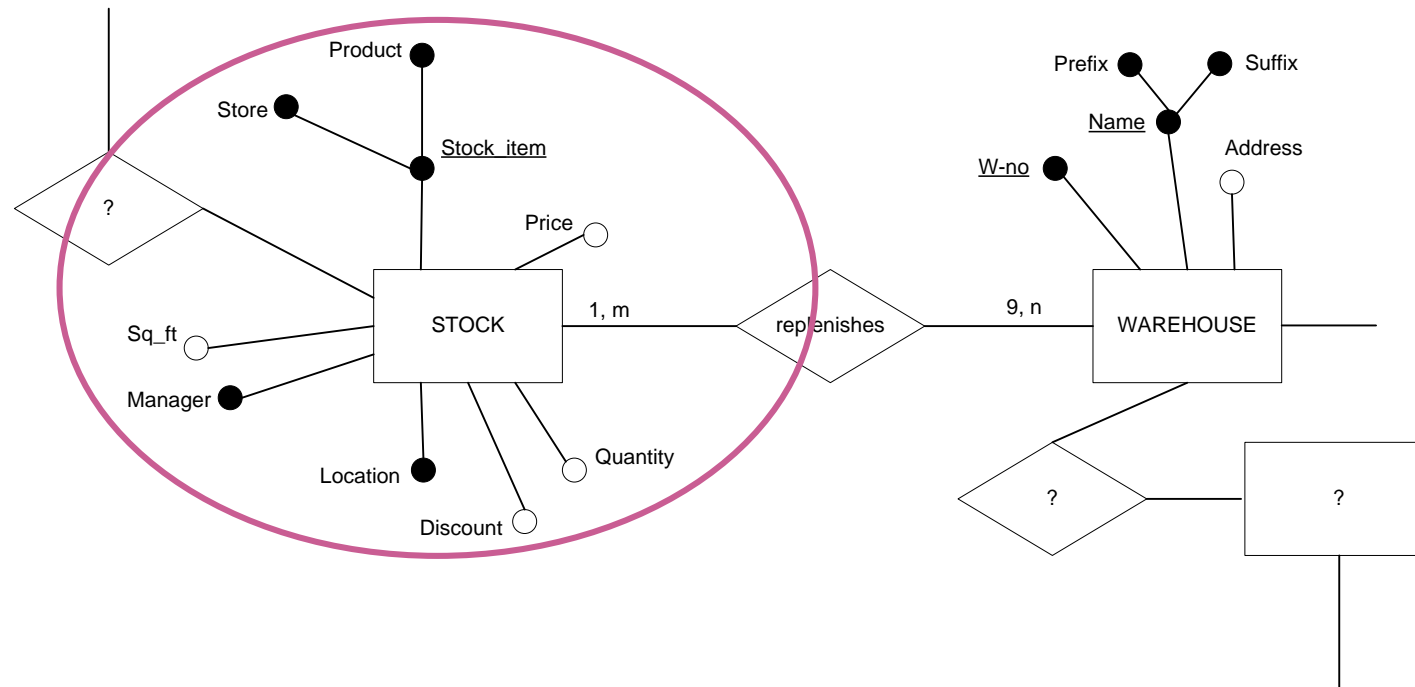 Product
Prefix
Suffix
Store
Name
Stock_item
Address
W-no
?
Price
1, m
9, n
STOCK
replenishes
WAREHOUSE
Sq_ft
Manager
Quantity
Location
Discount
?
?